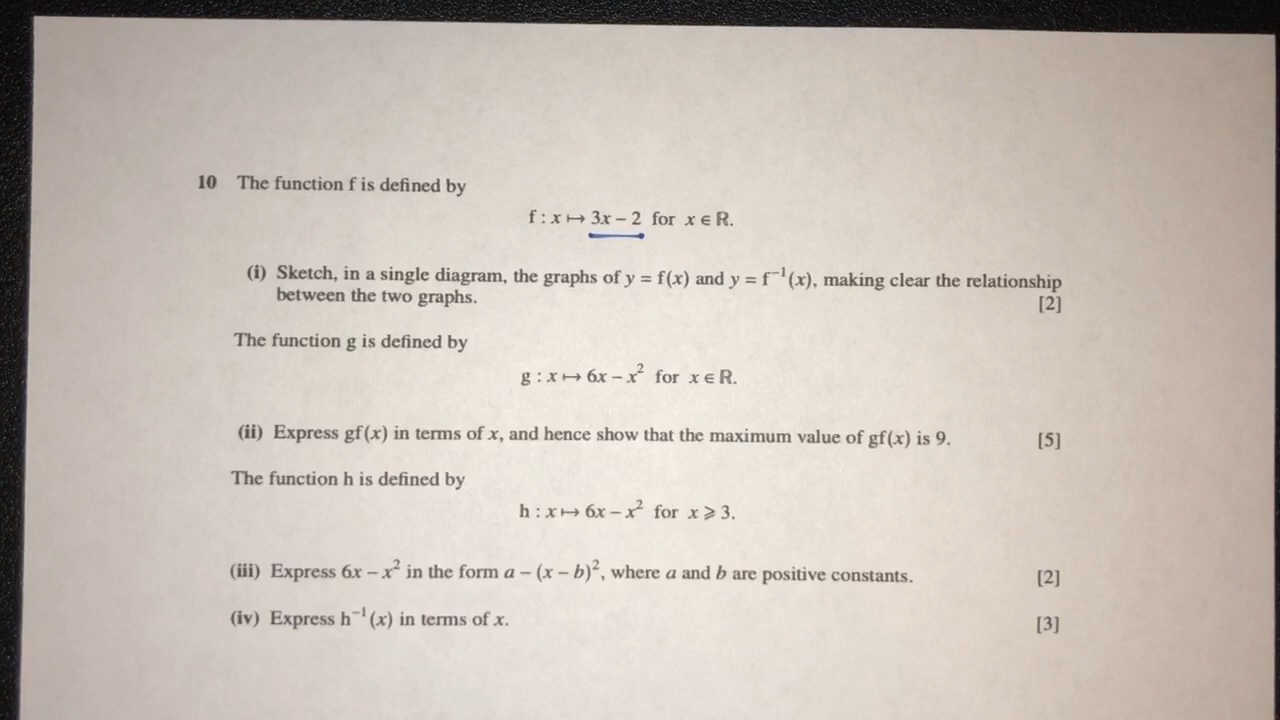 10 The function f is defined by
f : x ↦ 3x − 2 for x ∈ ℝ.
(i) Sketch, in a single diagram, the graphs of y = f(x) and y = f⁻¹(x), making clear the relationship
between the two graphs. [2]
The function g is defined by
g : x ↦ 6x − x² for x ∈ ℝ.
(ii) Express gf(x) in terms of x, and hence show that the maximum value of gf(x) is 9. [5]
The function h is defined by
h : x ↦ 6x − x² for x ⩾ 3.
(iii) Express 6x − x² in the form a − (x − b)², where a and b are positive constants. [2]
(iv) Express h⁻¹(x) in terms of x. [3]